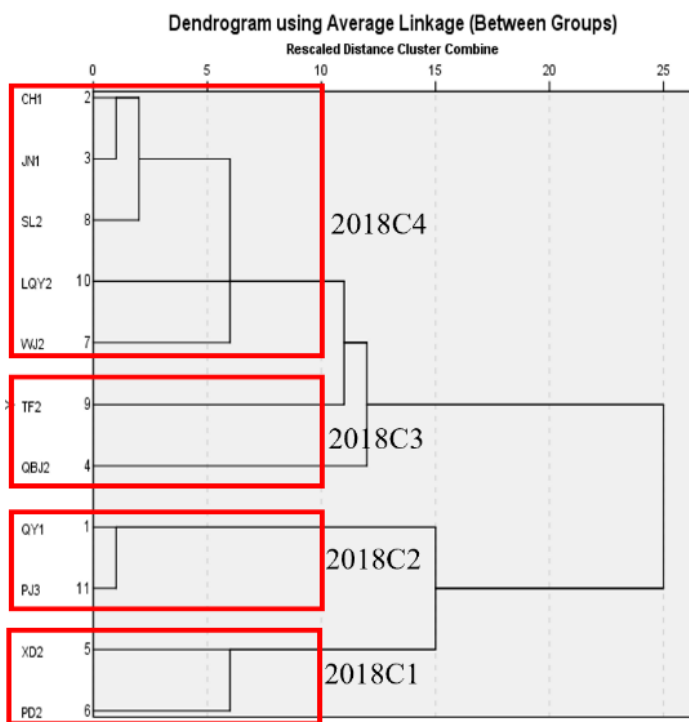 Dendrogram using Average Linkage (Between Groups)
Rescaled Distance Cluster Combine
0 5 10 15 20 25
CH1 2
JN1 3
SL2 8
2018C4
LQY2 10
WJ2 7
TF2 9
2018C3
QBJ2 4
QY1 1
2018C2
PJ3 11
XD2 5
2018C1
PD2 6